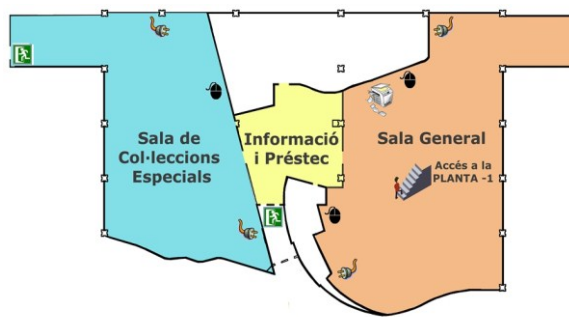 Sala de
Col·leccions
Especials
Informació
i Préstec
Sala General
Accés a la
PLANTA -1